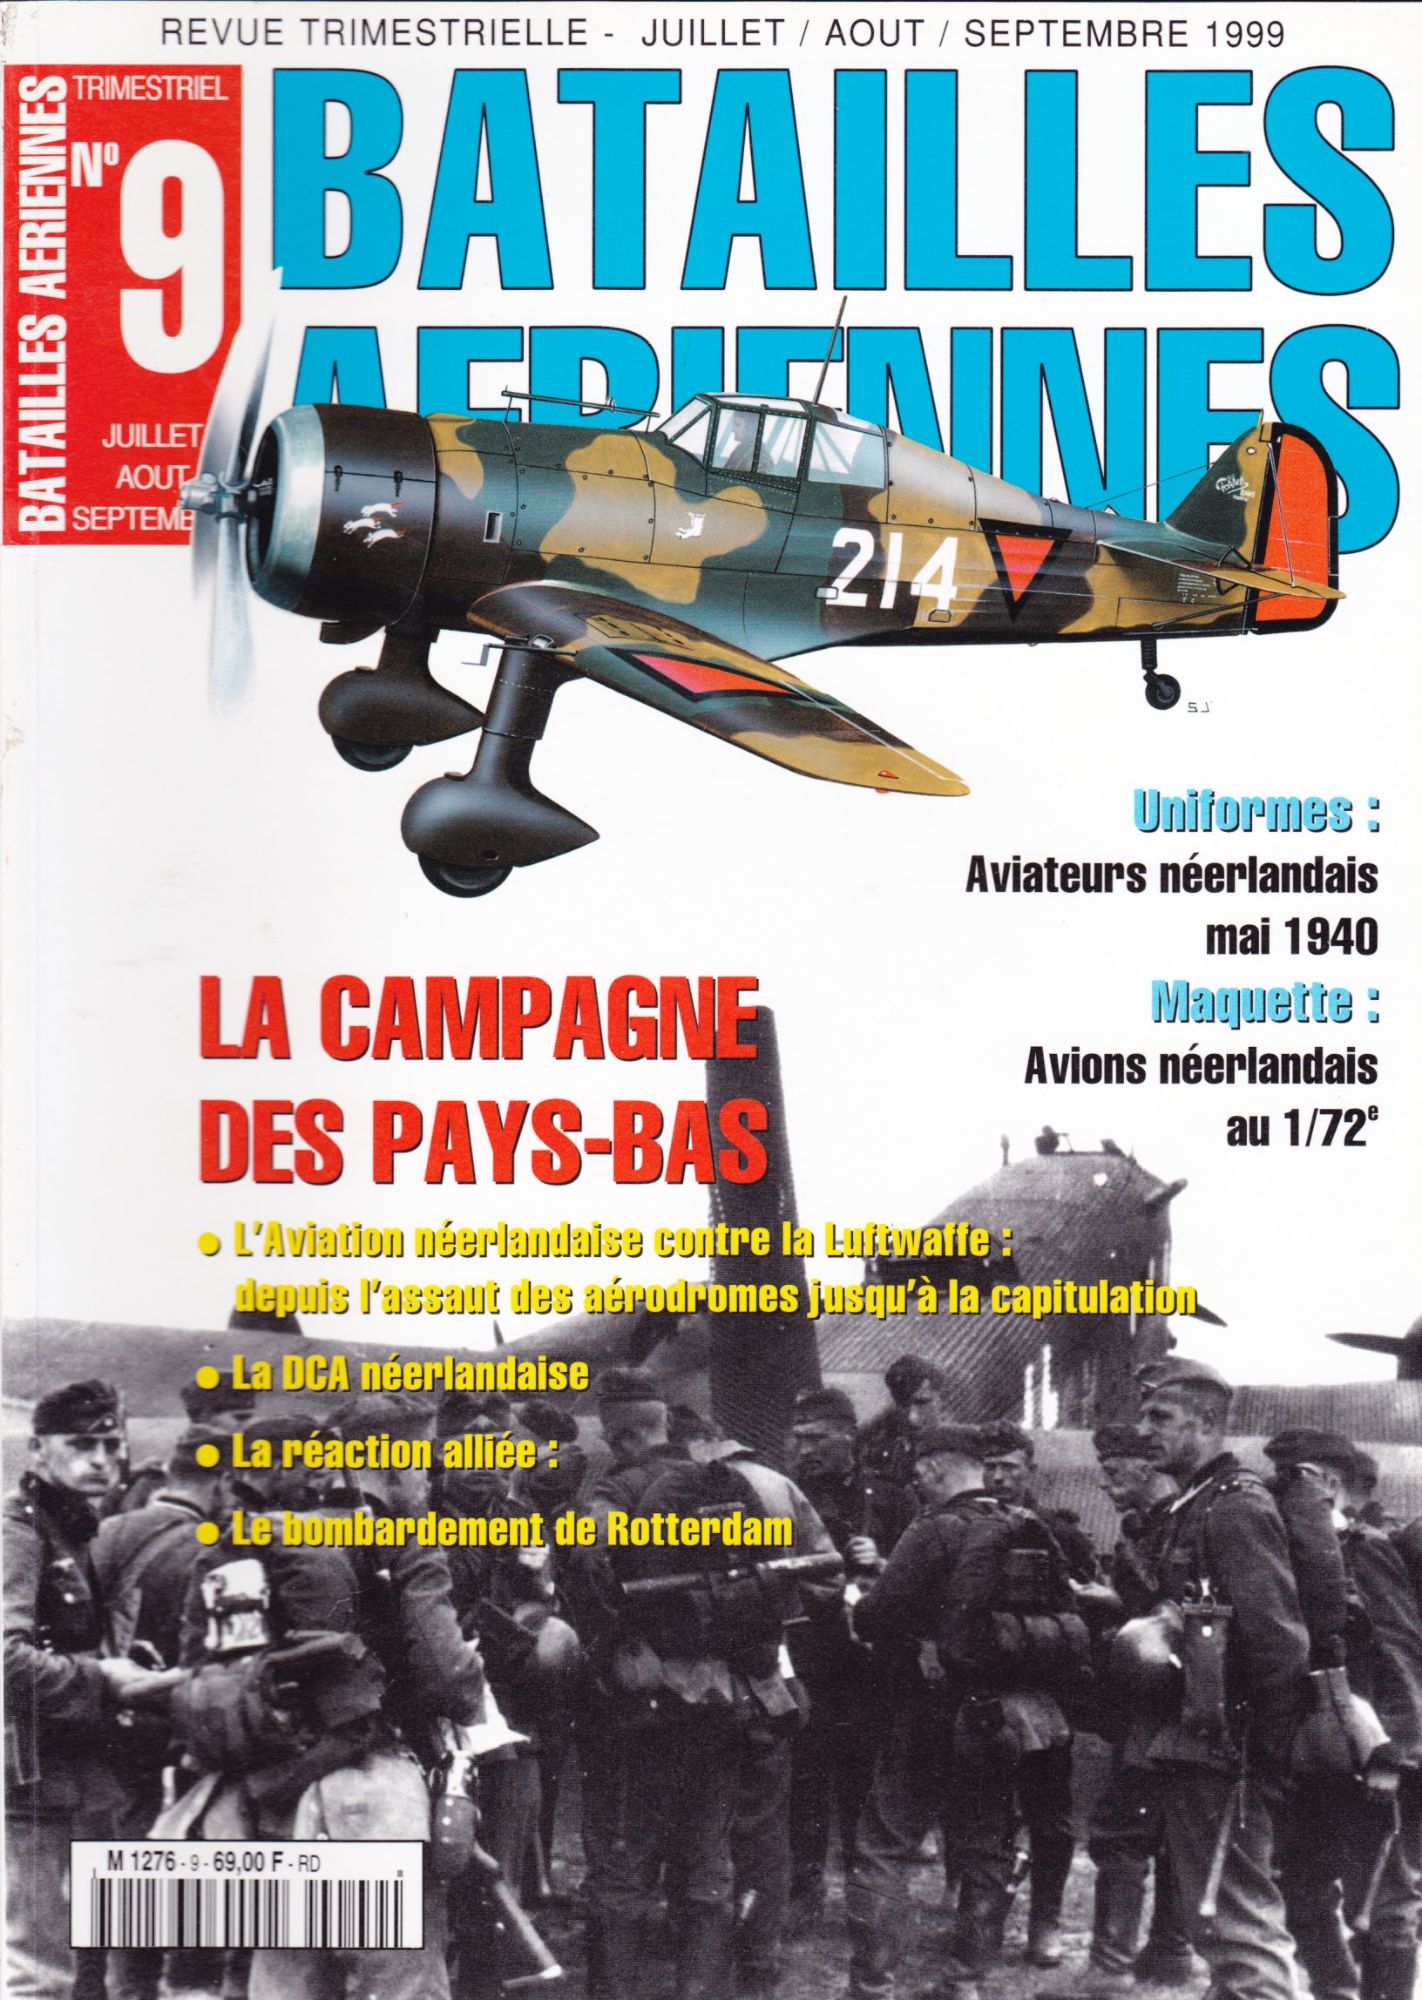 REVUE TRIMESTRIELLE - JUILLET / AOUT / SEPTEMBRE 1999
BATAILLES AERIENNES
TRIMESTRIEL
N° 9
JUILLET
AOUT
SEPTEMB
BATAILLES
AERIENNES
214
Uniformes :
Aviateurs néerlandais
mai 1940
Maquette :
Avions néerlandais
au 1/72e
LA CAMPAGNE
DES PAYS-BAS
• L'Aviation néerlandaise contre la Luftwaffe :
depuis l'assaut des aérodromes jusqu'à la capitulation
• La DCA néerlandaise
• La réaction alliée :
• Le bombardement de Rotterdam
M 1276 - 9 - 69,00 F - RD